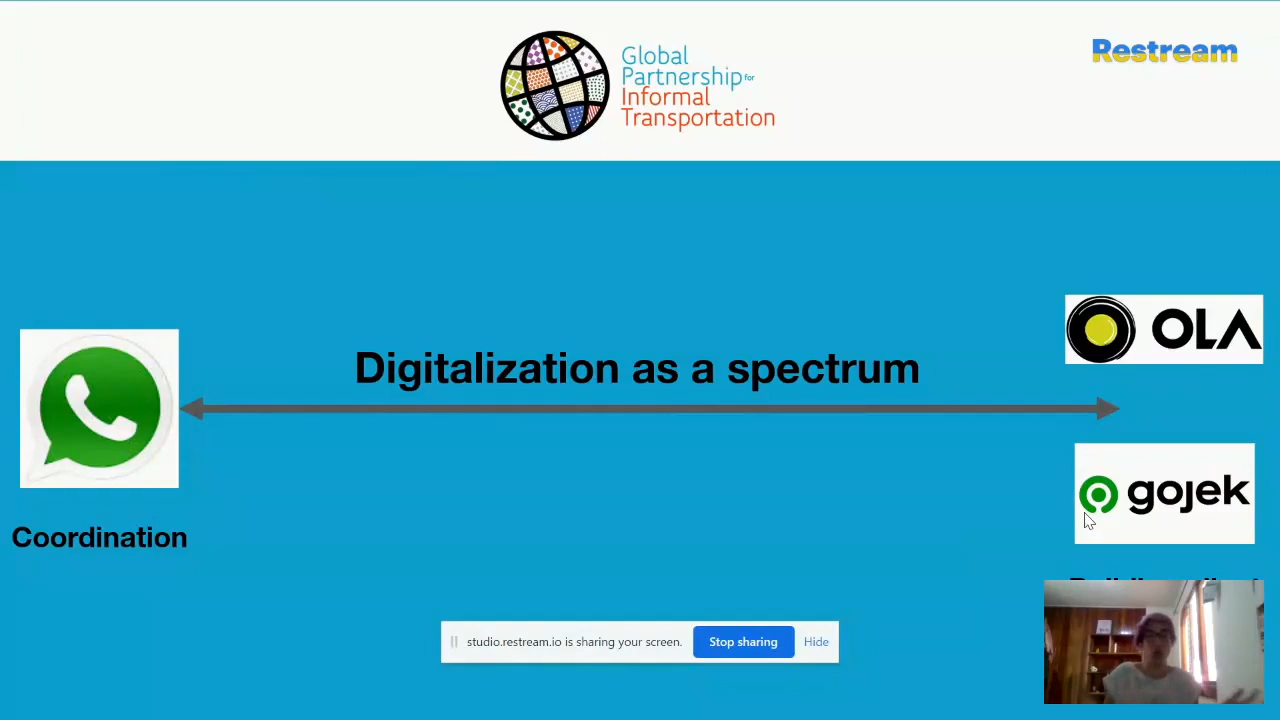 Global
Partnership for
Informal
Transportation
Restream
Digitalization as a spectrum
OLA
gojek
Coordination
studio.restream.io is sharing your screen.
Stop sharing
Hide